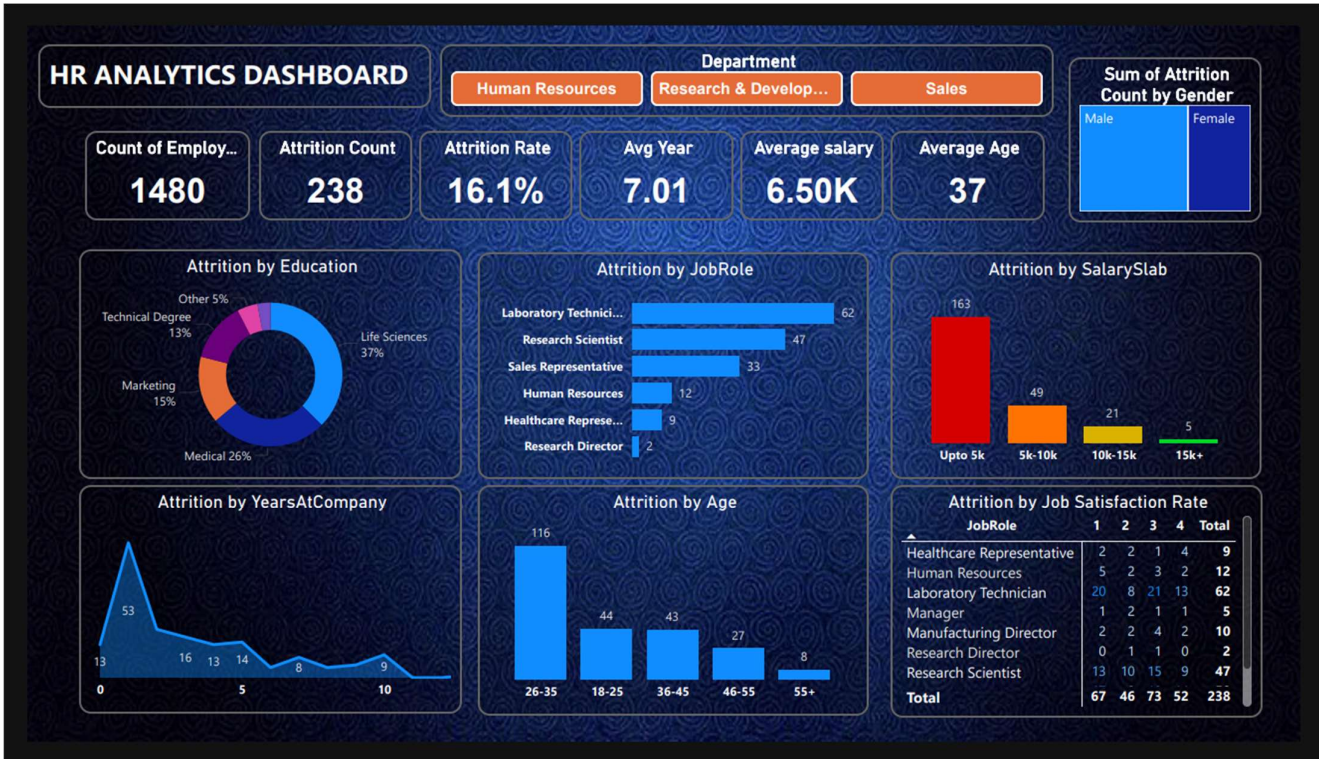 HR ANALYTICS DASHBOARD
Department
Human Resources
Research & Develop...
Sales
Sum of Attrition
Count by Gender
Male
Female
Count of Employ...
1480
Attrition Count
238
Attrition Rate
16.1%
Avg Year
7.01
Average salary
6.50K
Average Age
37
Attrition by Education
Other 5%
Technical Degree
13%
Marketing
15%
Medical 26%
Life Sciences
37%
Attrition by JobRole
Laboratory Technici... 62
Research Scientist 47
Sales Representative 33
Human Resources 12
Healthcare Represe... 9
Research Director 2
Attrition by SalarySlab
163 49 21 5
Upto 5k 5k-10k 10k-15k 15k+
Attrition by YearsAtCompany
13 53 16 13 14 8 9
0 5 10
Attrition by Age
116 44 43 27 8
26-35 18-25 36-45 46-55 55+
Attrition by Job Satisfaction Rate
JobRole 1 2 3 4 Total
Healthcare Representative 2 2 1 4 9
Human Resources 5 2 3 2 12
Laboratory Technician 20 8 21 13 62
Manager 1 2 1 1 5
Manufacturing Director 2 2 4 2 10
Research Director 0 1 1 0 2
Research Scientist 13 10 15 9 47
Total 67 46 73 52 238